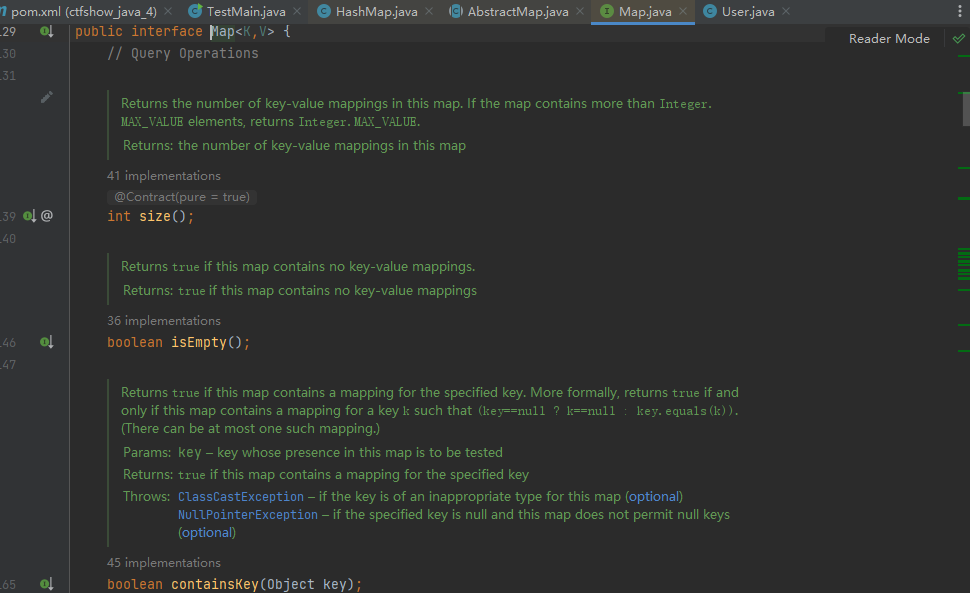 pom.xml (ctfshow_java_4) TestMain.java HashMap.java AbstractMap.java Map.java User.java
29 public interface Map<K,V> {
Reader Mode
30 // Query Operations
31
Returns the number of key-value mappings in this map. If the map contains more than Integer.
MAX_VALUE elements, returns Integer.MAX_VALUE.
Returns: the number of key-value mappings in this map
41 implementations
@Contract(pure = true)
39 @ int size();
40
Returns true if this map contains no key-value mappings.
Returns: true if this map contains no key-value mappings
36 implementations
46 boolean isEmpty();
47
Returns true if this map contains a mapping for the specified key. More formally, returns true if and
only if this map contains a mapping for a key k such that (key==null ? k==null : key.equals(k)).
(There can be at most one such mapping.)
Params: key – key whose presence in this map is to be tested
Returns: true if this map contains a mapping for the specified key
Throws: ClassCastException – if the key is of an inappropriate type for this map (optional)
NullPointerException – if the specified key is null and this map does not permit null keys
(optional)
45 implementations
65 boolean containsKey(Object key);